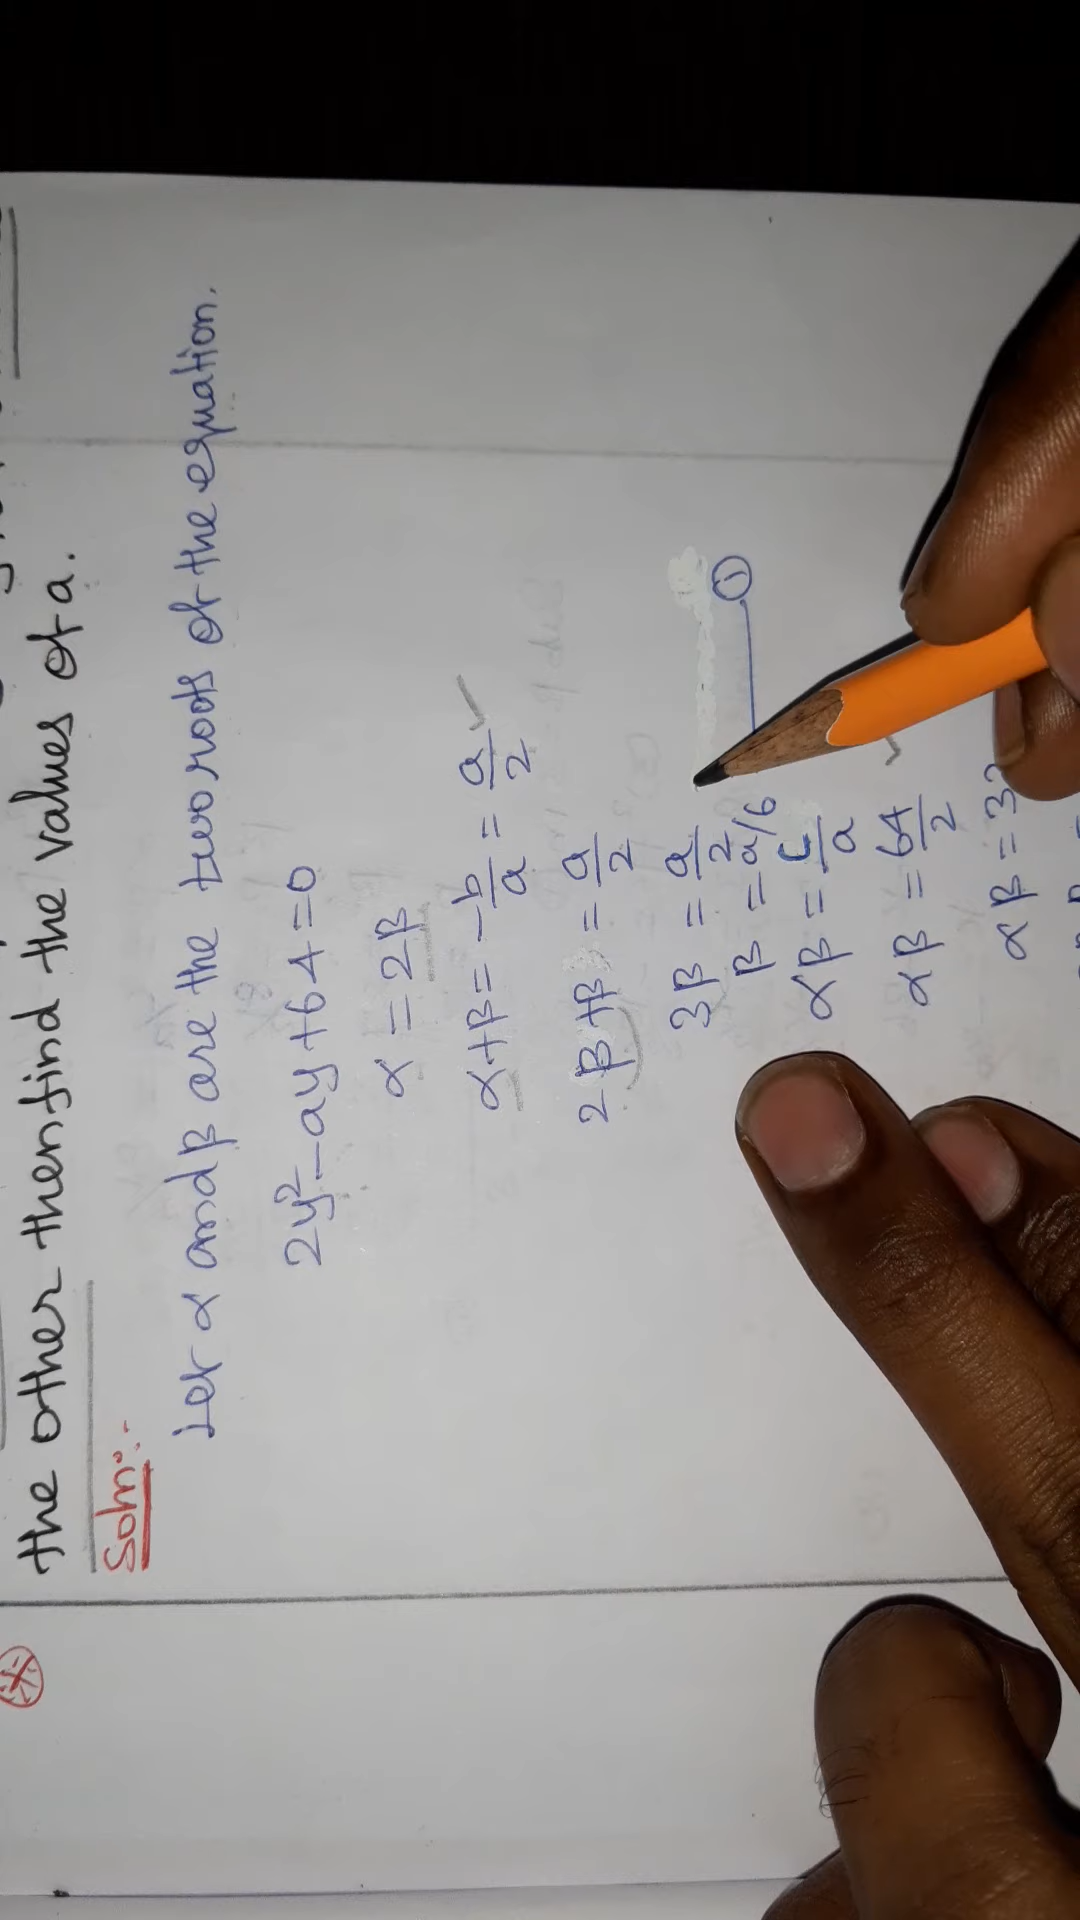 the other then find the values of a.
Soln:-
Let α and β are the two roots of the equation.
2y²-ay+64=0
α=2β
α+β=-b/a=a/2
2β+β=a/2
3β=a/2
β=a/6 ①
αβ=c/a
αβ=64/2
αβ=32